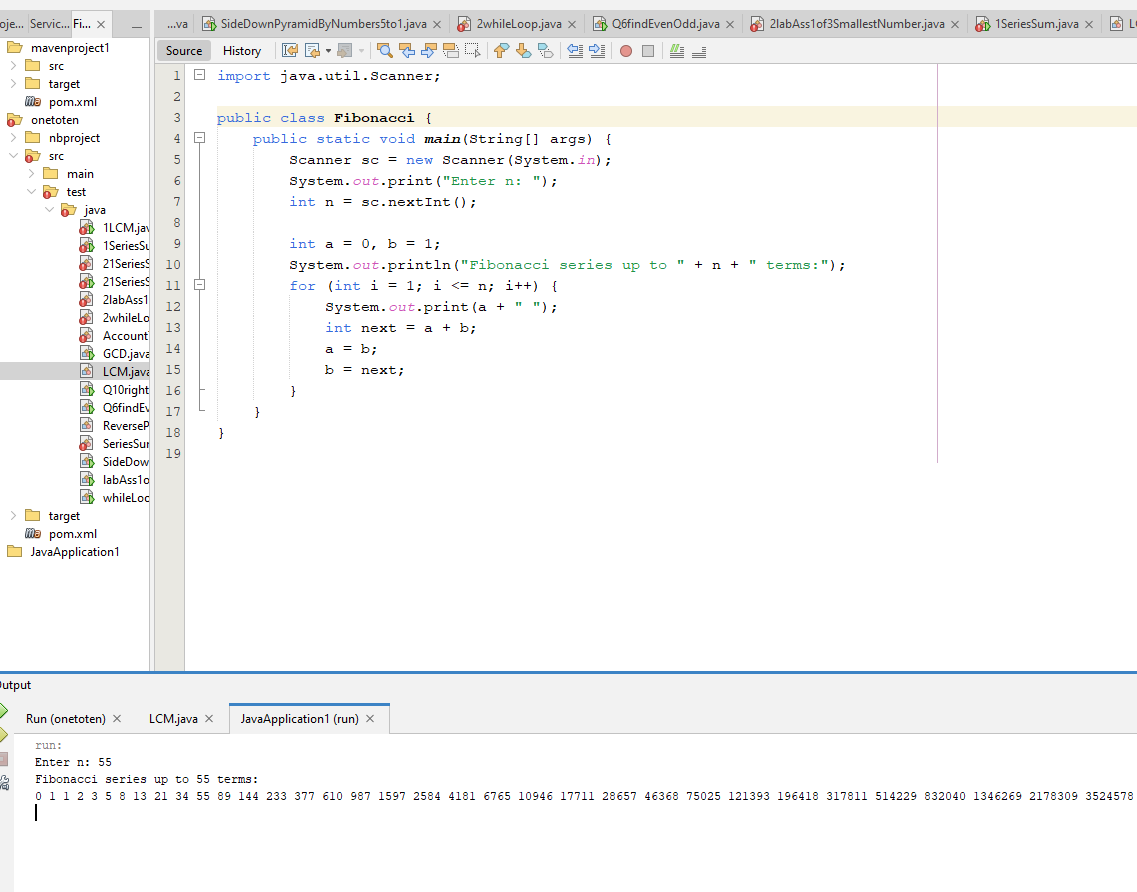 oje... Servic... Fi...
...va SideDownPyramidByNumbers5to1.java 2whileLoop.java Q6findEvenOdd.java 2labAss1of3SmallestNumber.java 1SeriesSum.java
mavenproject1
src
target
pom.xml
onetoten
nbproject
src
main
test
java
1LCM.jav
1SeriesSu
21SeriesS
21SeriesS
2labAss1
2whileLo
Account
GCD.java
LCM.java
Q10right
Q6findEv
ReverseP
SeriesSur
SideDow
labAss1o
whileLoc
target
pom.xml
JavaApplication1
Source History
1 import java.util.Scanner;
2
3 public class Fibonacci {
4 public static void main(String[] args) {
5 Scanner sc = new Scanner(System.in);
6 System.out.print("Enter n: ");
7 int n = sc.nextInt();
8
9 int a = 0, b = 1;
10 System.out.println("Fibonacci series up to " + n + " terms:");
11 for (int i = 1; i <= n; i++) {
12 System.out.print(a + " ");
13 int next = a + b;
14 a = b;
15 b = next;
16 }
17 }
18 }
19
utput
Run (onetoten) LCM.java JavaApplication1 (run)
run:
Enter n: 55
Fibonacci series up to 55 terms:
0 1 1 2 3 5 8 13 21 34 55 89 144 233 377 610 987 1597 2584 4181 6765 10946 17711 28657 46368 75025 121393 196418 317811 514229 832040 1346269 2178309 3524578